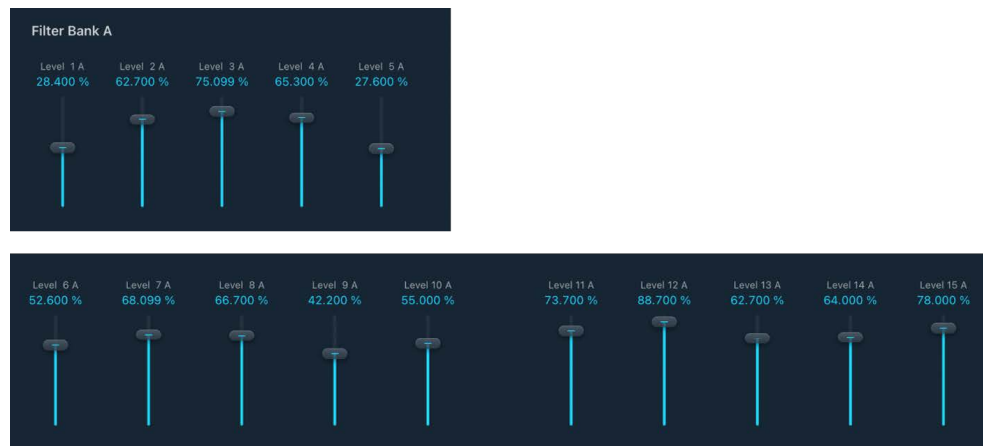 Filter Bank A
Level 1 A Level 2 A Level 3 A Level 4 A Level 5 A
28.400 % 62.700 % 75.099 % 65.300 % 27.600 %
Level 6 A Level 7 A Level 8 A Level 9 A Level 10 A Level 11 A Level 12 A Level 13 A Level 14 A Level 15 A
52.600 % 68.099 % 66.700 % 42.200 % 55.000 % 73.700 % 88.700 % 62.700 % 64.000 % 78.000 %